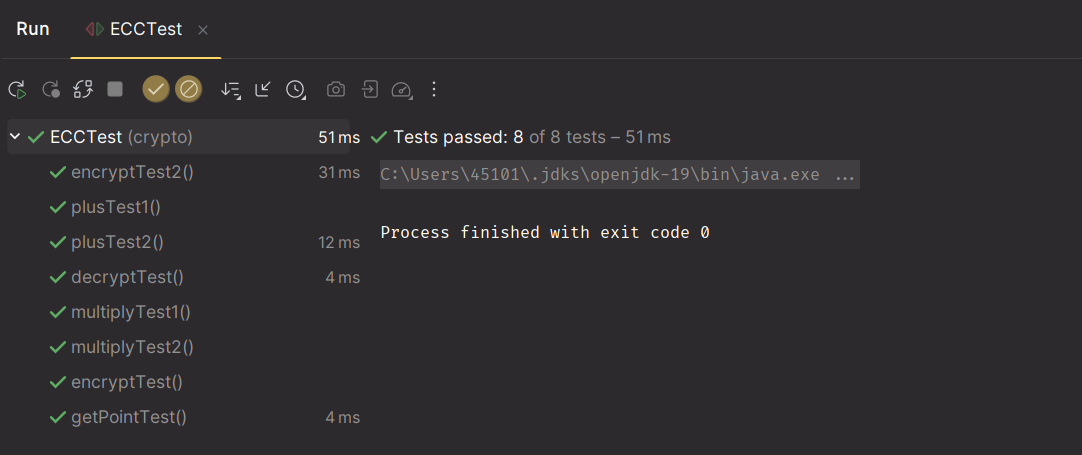 Run ECCTest
ECCTest (crypto) 51 ms
Tests passed: 8 of 8 tests – 51 ms
encryptTest2() 31 ms
plusTest1()
plusTest2() 12 ms
decryptTest() 4 ms
multiplyTest1()
multiplyTest2()
encryptTest()
getPointTest() 4 ms
C:\Users\45101\.jdks\openjdk-19\bin\java.exe ...
Process finished with exit code 0